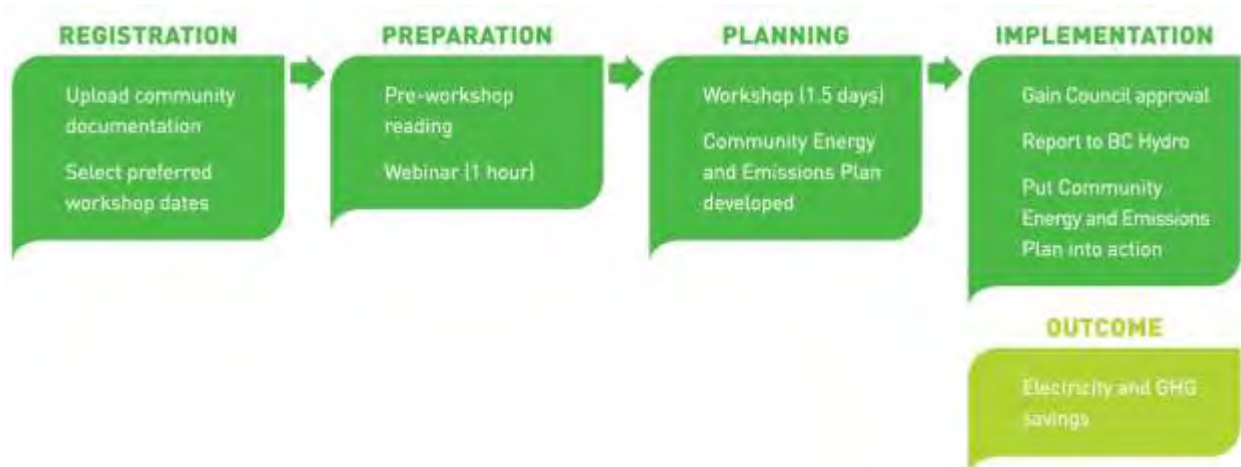 REGISTRATION
Upload community
documentation
Select preferred
workshop dates
PREPARATION
Pre-workshop
reading
Webinar (1 hour)
PLANNING
Workshop (1.5 days)
Community Energy
and Emissions Plan
developed
IMPLEMENTATION
Gain Council approval
Report to BC Hydro
Put Community
Energy and Emissions
Plan into action
OUTCOME
Electricity and GHG
savings